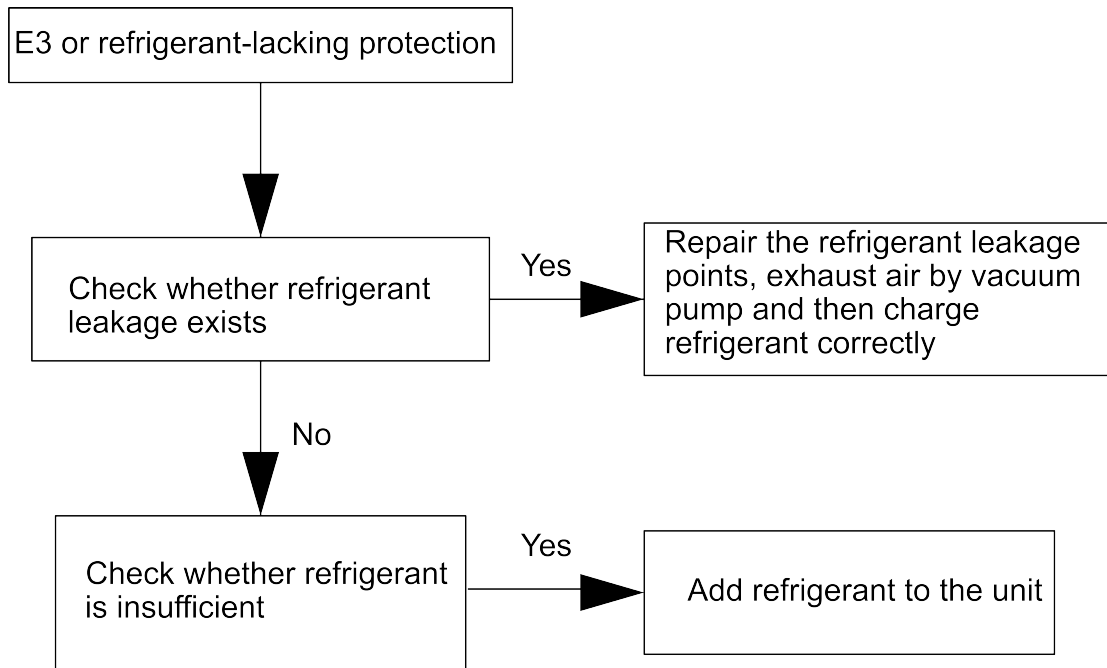 E3 or refrigerant-lacking protection
Check whether refrigerant
leakage exists
Yes
Repair the refrigerant leakage
points, exhaust air by vacuum
pump and then charge
refrigerant correctly
No
Check whether refrigerant
is insufficient
Yes
Add refrigerant to the unit